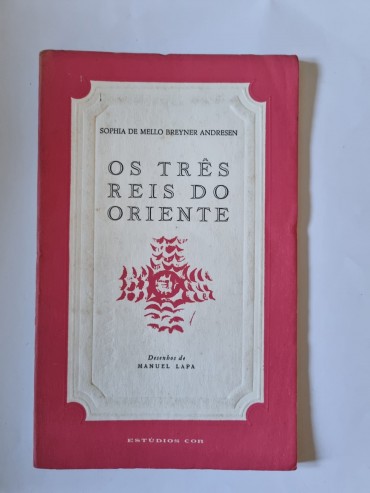 SOPHIA DE MELLO BREYNER ANDRESEN
OS TRÊS
REIS DO
ORIENTE
Desenhos de
MANUEL LAPA
ESTÚDIOS COR